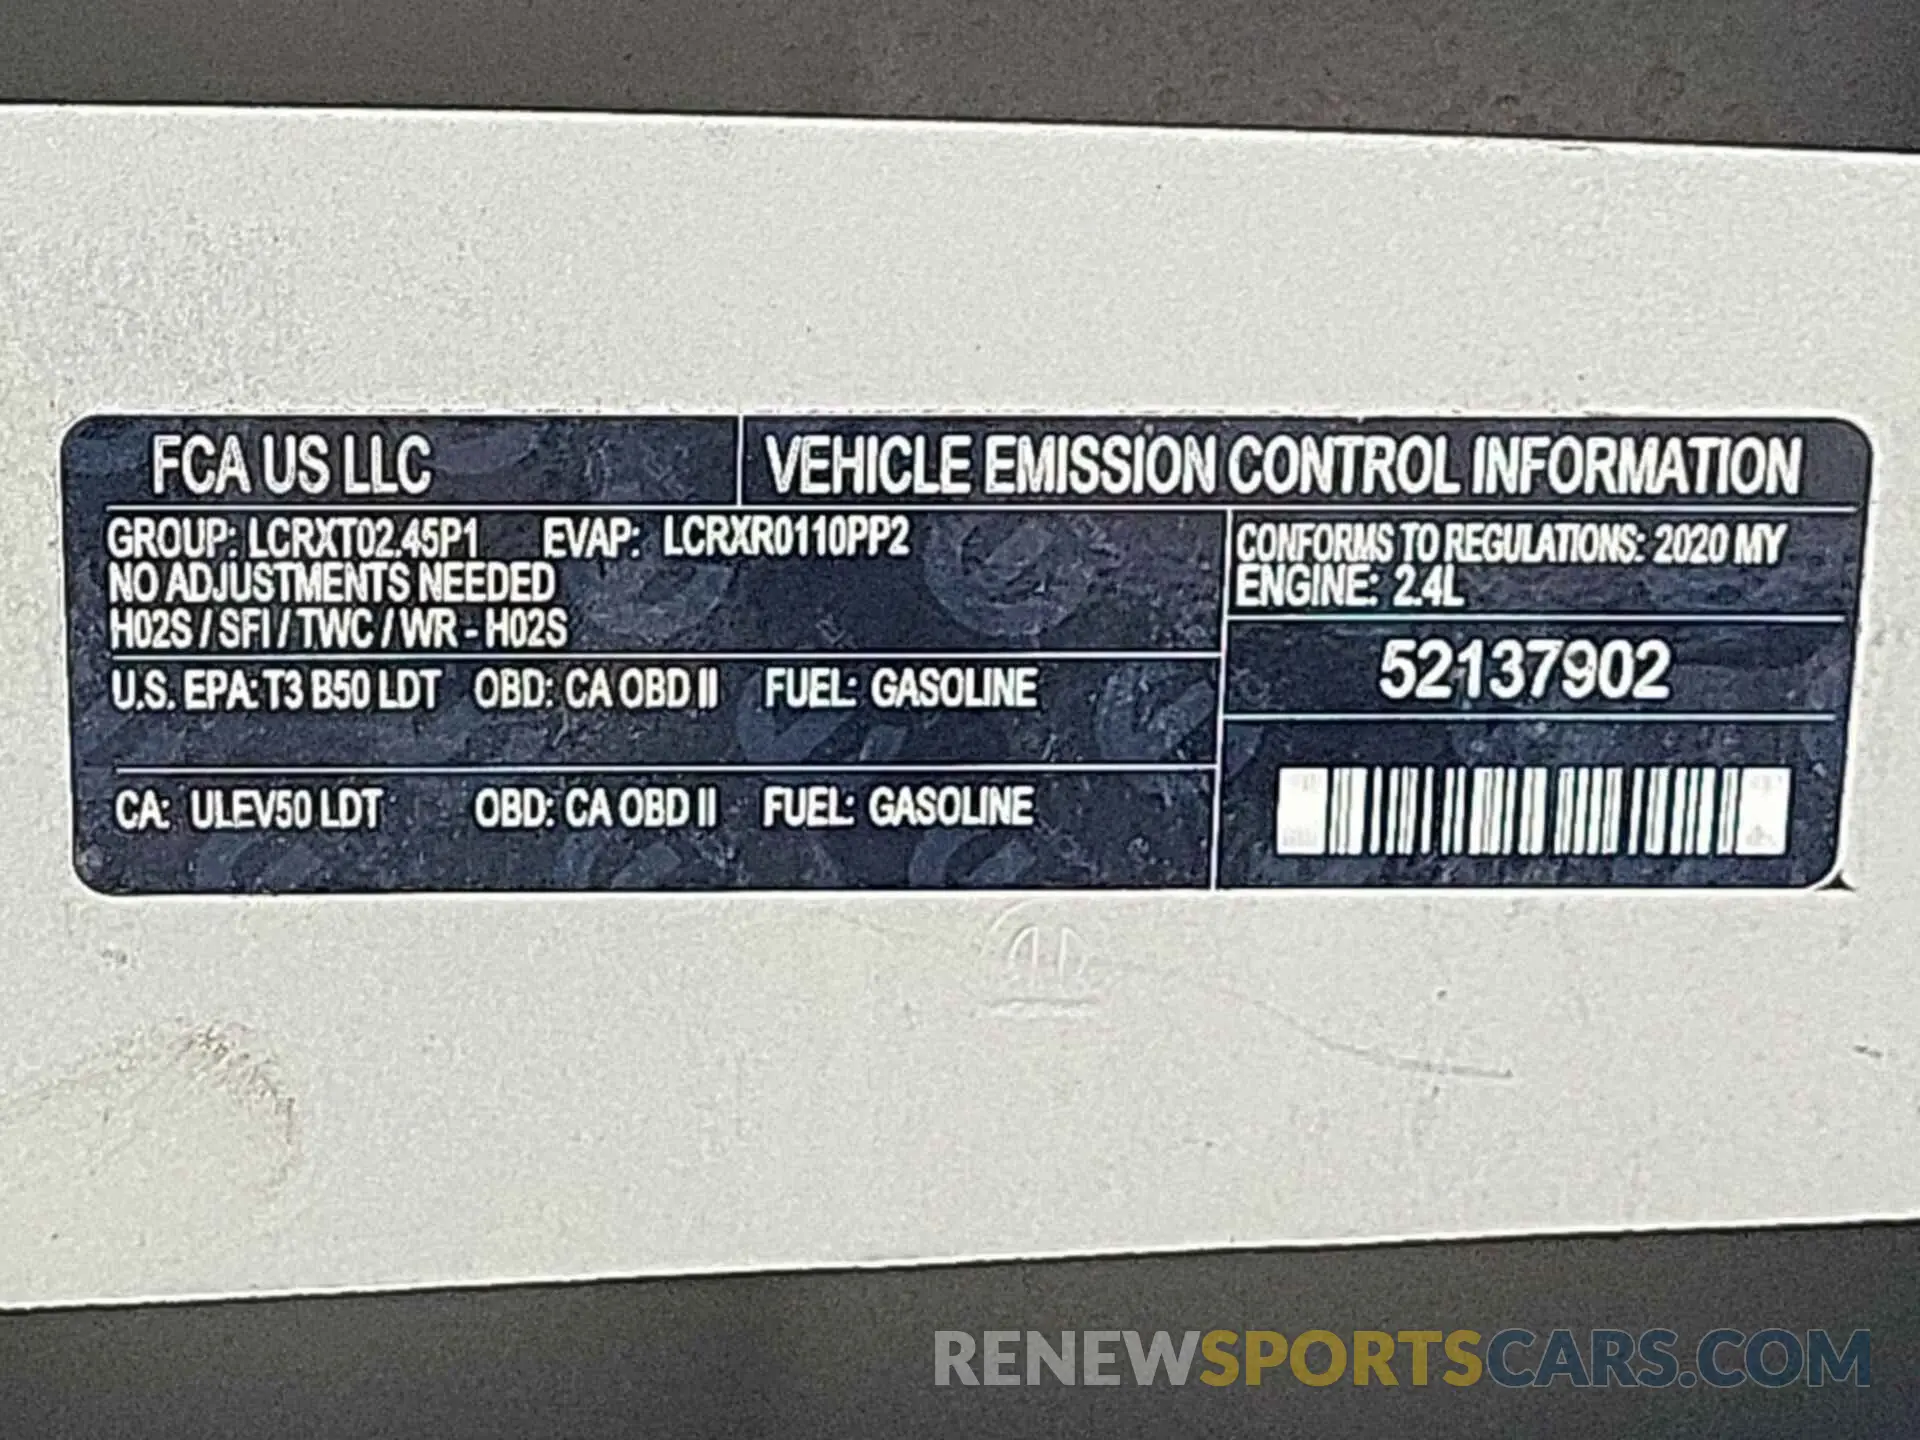 FCA US LLC
VEHICLE EMISSION CONTROL INFORMATION
GROUP: LCRXT02.45P1 EVAP: LCRXR0110PP2
NO ADJUSTMENTS NEEDED
H02S / SFI / TWC / WR - H02S
U.S. EPA: T3 B50 LDT OBD: CA OBD II FUEL: GASOLINE
CA: ULEV50 LDT OBD: CA OBD II FUEL: GASOLINE
CONFORMS TO REGULATIONS: 2020 MY
ENGINE: 2.4L
52137902
RENEWSPORTSCARS.COM